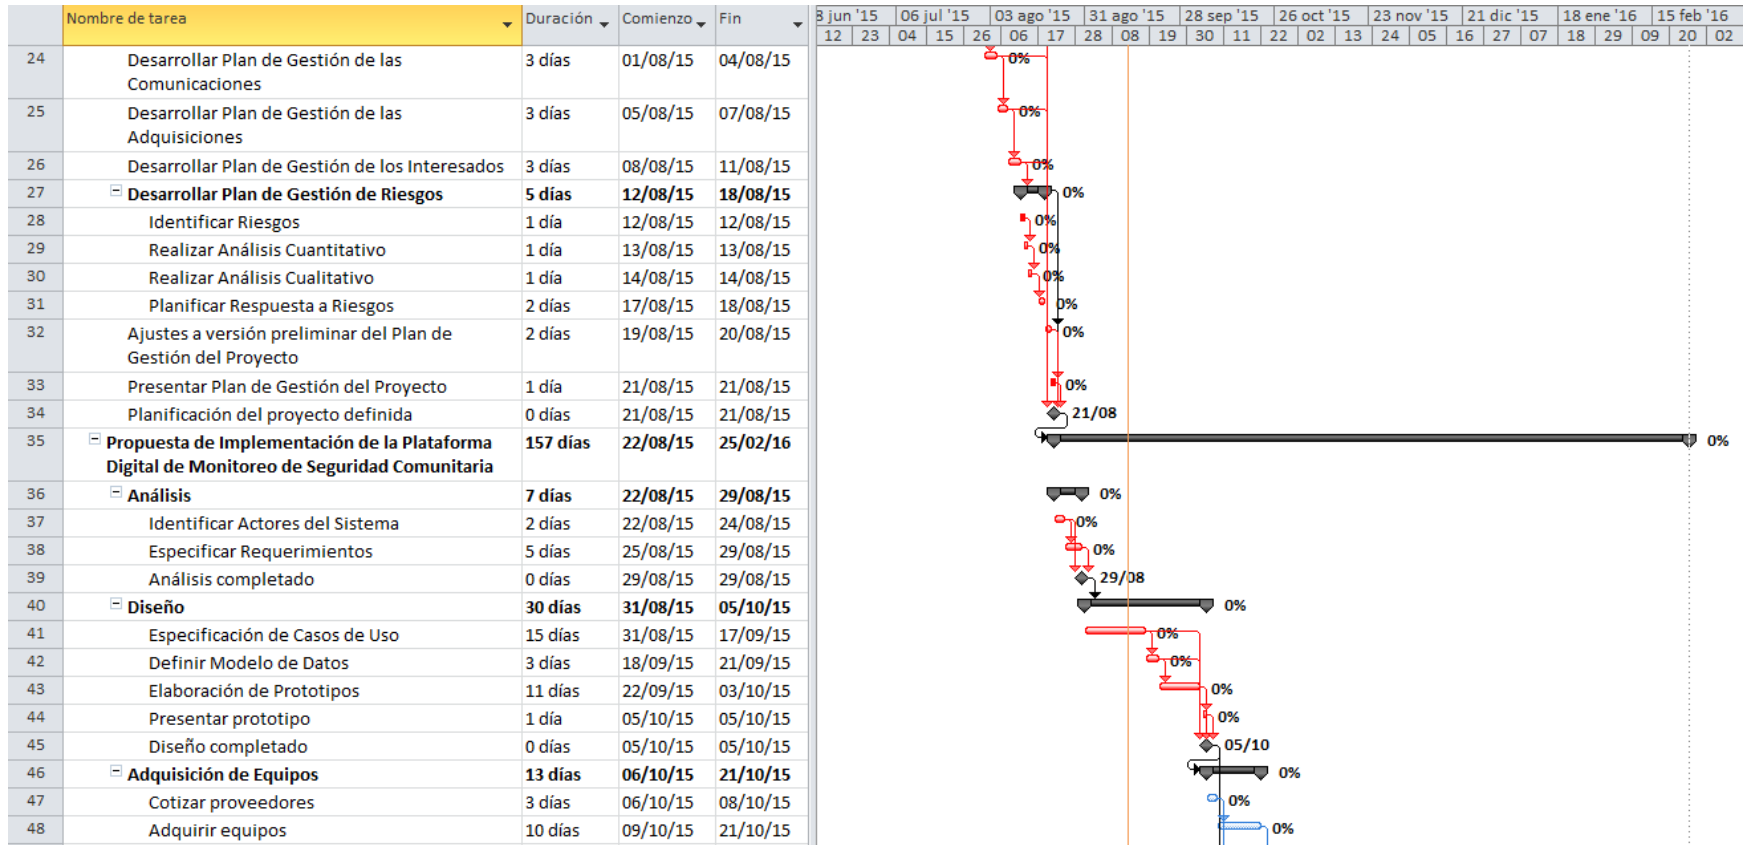 Nombre de tarea Duración Comienzo Fin 8 jun '15 06 jul '15 03 ago '15 31 ago '15 28 sep '15 26 oct '15 23 nov '15 21 dic '15 18 ene '16 15 feb '16
12 23 04 15 26 06 17 28 08 19 30 11 22 02 13 24 05 16 27 07 18 29 09 20 02
24 Desarrollar Plan de Gestión de las 3 días 01/08/15 04/08/15 0%
Comunicaciones
25 Desarrollar Plan de Gestión de las 3 días 05/08/15 07/08/15 0%
Adquisiciones
26 Desarrollar Plan de Gestión de los Interesados 3 días 08/08/15 11/08/15 0%
27 Desarrollar Plan de Gestión de Riesgos 5 días 12/08/15 18/08/15 0%
28 Identificar Riesgos 1 día 12/08/15 12/08/15 0%
29 Realizar Análisis Cuantitativo 1 día 13/08/15 13/08/15 0%
30 Realizar Análisis Cualitativo 1 día 14/08/15 14/08/15 0%
31 Planificar Respuesta a Riesgos 2 días 17/08/15 18/08/15 0%
32 Ajustes a versión preliminar del Plan de 2 días 19/08/15 20/08/15 0%
Gestión del Proyecto
33 Presentar Plan de Gestión del Proyecto 1 día 21/08/15 21/08/15 0%
34 Planificación del proyecto definida 0 días 21/08/15 21/08/15 21/08
35 Propuesta de Implementación de la Plataforma 157 días 22/08/15 25/02/16 0%
Digital de Monitoreo de Seguridad Comunitaria
36 Análisis 7 días 22/08/15 29/08/15 0%
37 Identificar Actores del Sistema 2 días 22/08/15 24/08/15 0%
38 Especificar Requerimientos 5 días 25/08/15 29/08/15 0%
39 Análisis completado 0 días 29/08/15 29/08/15 29/08
40 Diseño 30 días 31/08/15 05/10/15 0%
41 Especificación de Casos de Uso 15 días 31/08/15 17/09/15 0%
42 Definir Modelo de Datos 3 días 18/09/15 21/09/15 0%
43 Elaboración de Prototipos 11 días 22/09/15 03/10/15 0%
44 Presentar prototipo 1 día 05/10/15 05/10/15 0%
45 Diseño completado 0 días 05/10/15 05/10/15 05/10
46 Adquisición de Equipos 13 días 06/10/15 21/10/15 0%
47 Cotizar proveedores 3 días 06/10/15 08/10/15 0%
48 Adquirir equipos 10 días 09/10/15 21/10/15 0%